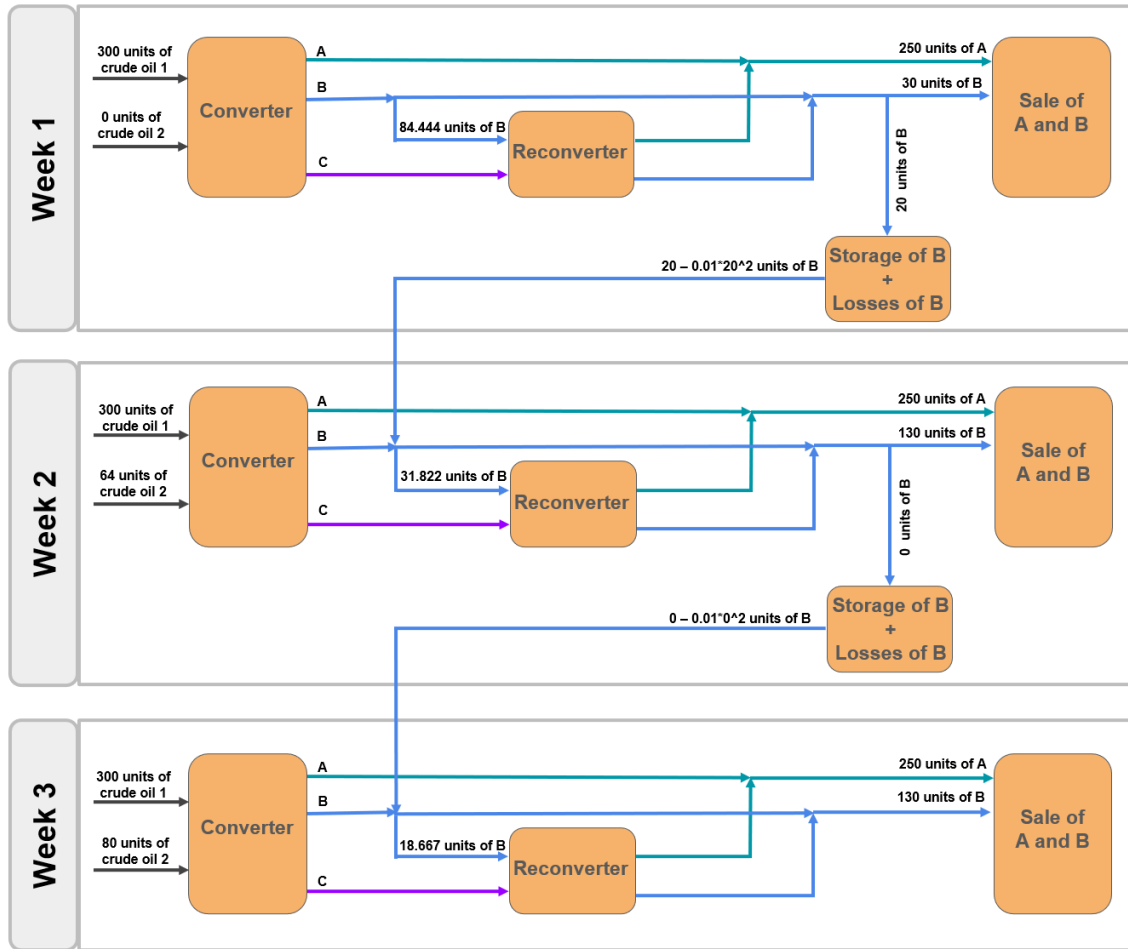 Week 1
300 units of
crude oil 1
0 units of
crude oil 2
Converter
A
B
C
84.444 units of B
Reconverter
250 units of A
30 units of B
20 units of B
Sale of
A and B
Storage of B
+
Losses of B
20 – 0.01*20^2 units of B
Week 2
300 units of
crude oil 1
64 units of
crude oil 2
Converter
A
B
C
31.822 units of B
Reconverter
250 units of A
130 units of B
0 units of B
Sale of
A and B
Storage of B
+
Losses of B
0 – 0.01*0^2 units of B
Week 3
300 units of
crude oil 1
80 units of
crude oil 2
Converter
A
B
C
18.667 units of B
Reconverter
250 units of A
130 units of B
Sale of
A and B